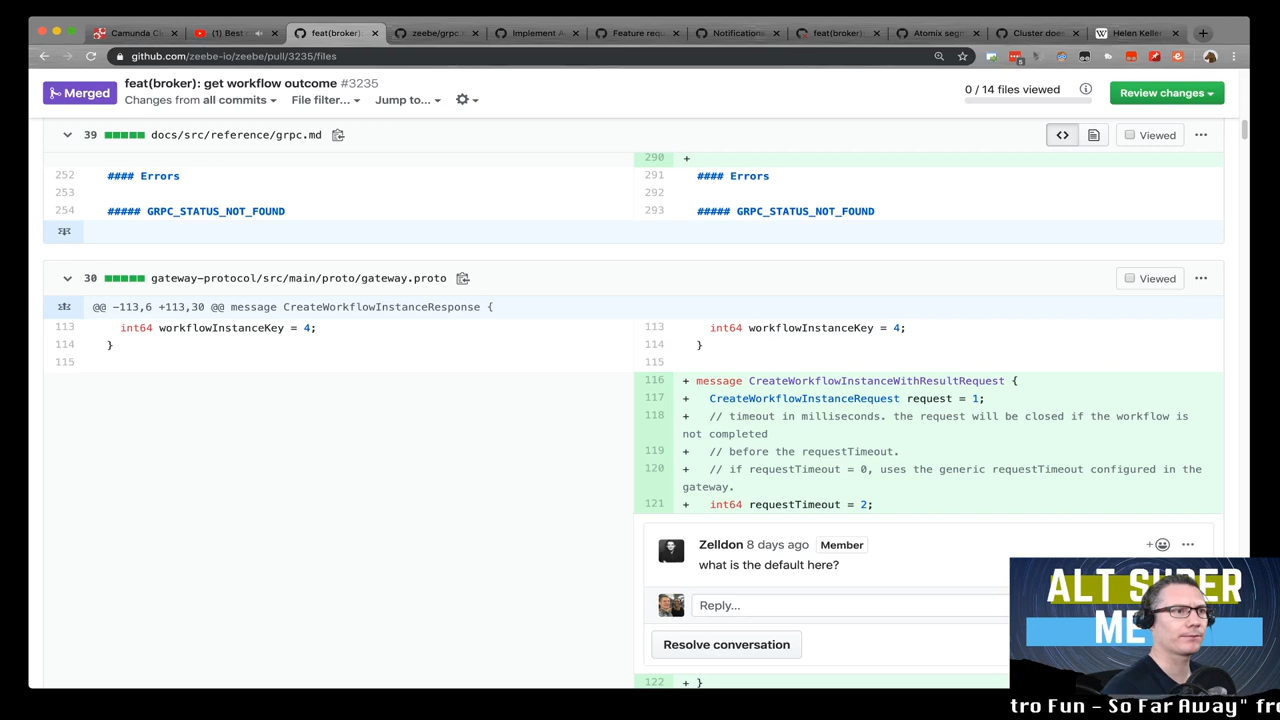 Camunda Cl
(1) Best
feat(broker)
zeebe/grpc
Implement A
Feature req
Notification
feat(broker):
Atomix seg
Cluster does
Helen Keller
github.com/zeebe-io/zeebe/pull/3235/files
Merged
feat(broker): get workflow outcome #3235
Changes from all commits File filter... Jump to...
0 / 14 files viewed
Review changes
39 docs/src/reference/grpc.md
Viewed
290 +
252 #### Errors
291 #### Errors
253
292
254 ##### GRPC_STATUS_NOT_FOUND
293 ##### GRPC_STATUS_NOT_FOUND
30 gateway-protocol/src/main/proto/gateway.proto
Viewed
@@ -113,6 +113,30 @@ message CreateWorkflowInstanceResponse {
113 int64 workflowInstanceKey = 4;
113 int64 workflowInstanceKey = 4;
114 }
114 }
115
115
116 + message CreateWorkflowInstanceWithResultRequest {
117 + CreateWorkflowInstanceRequest request = 1;
118 + // timeout in milliseconds. the request will be closed if the workflow is
not completed
119 + // before the requestTimeout.
120 + // if requestTimeout = 0, uses the generic requestTimeout configured in the
gateway.
121 + int64 requestTimeout = 2;
Zelldon 8 days ago Member
what is the default here?
Reply...
Resolve conversation
122 + }
ALT SUPER
ME
tro Fun - So Far Away" fr